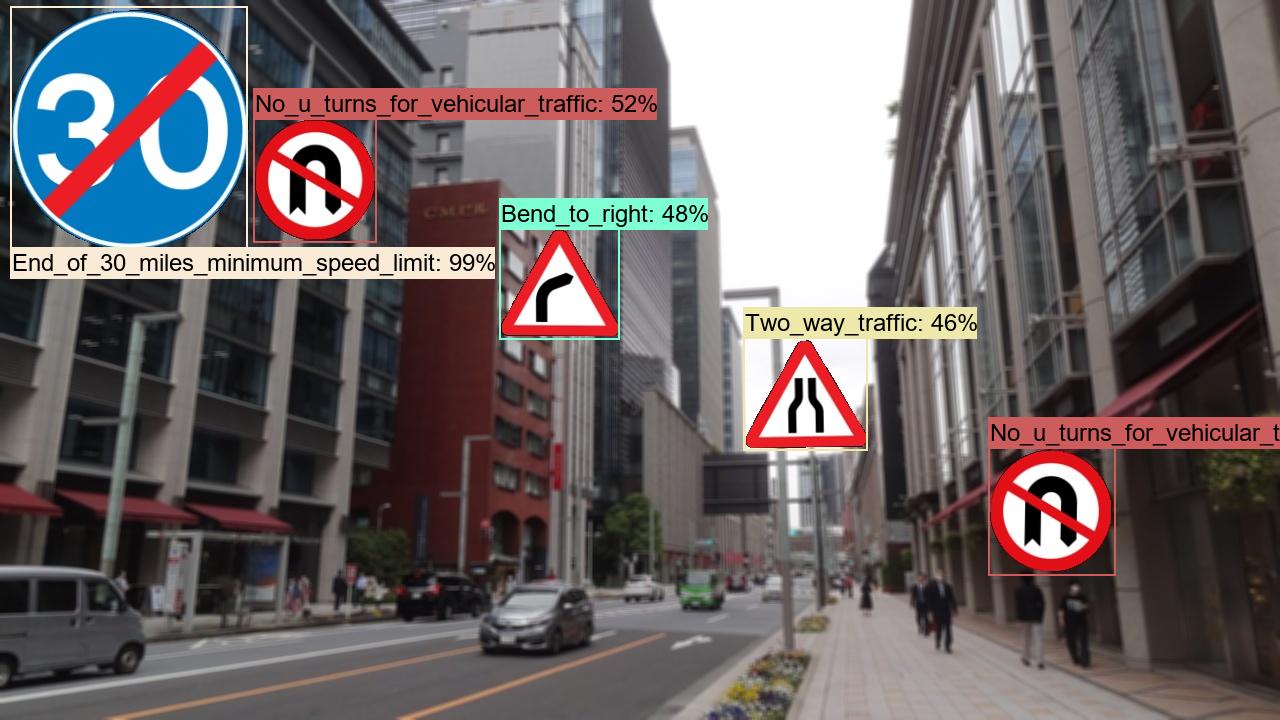 30
No_u_turns_for_vehicular_traffic: 52%
End_of_30_miles_minimum_speed_limit: 99%
Bend_to_right: 48%
Two_way_traffic: 46%
No_u_turns_for_vehicular_t